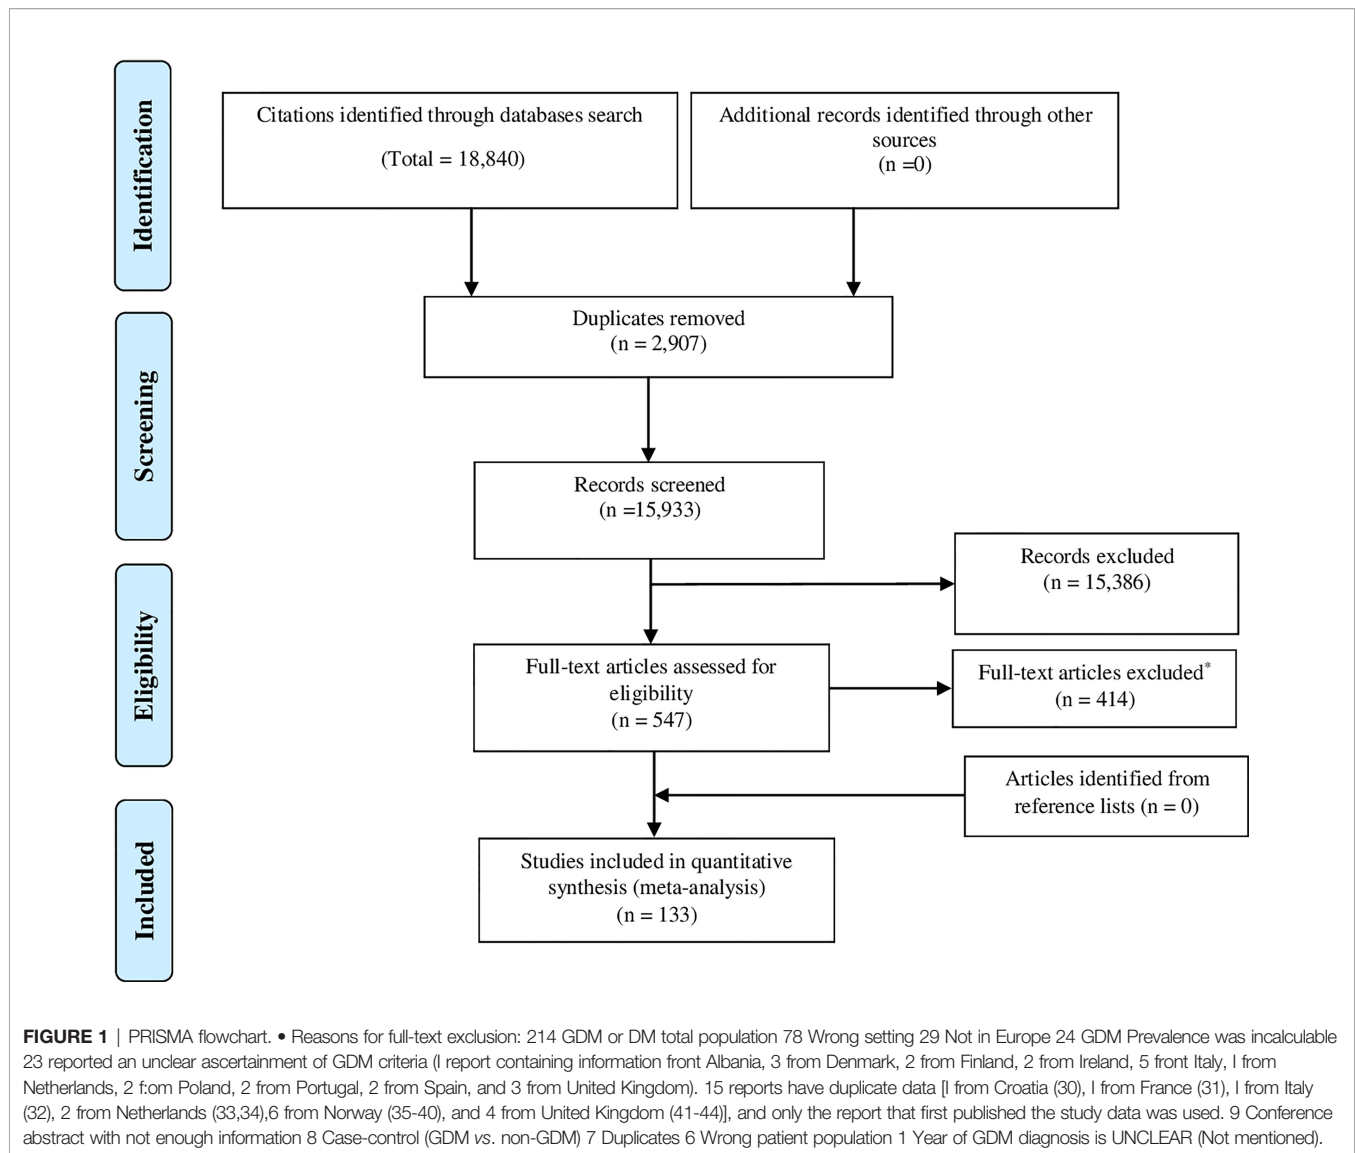 Identification
Citations identified through databases search
(Total = 18,840)
Additional records identified through other
sources
(n =0)
Duplicates removed
(n = 2,907)
Screening
Records screened
(n =15,933)
Records excluded
(n = 15,386)
Eligibility
Full-text articles assessed for
eligibility
(n = 547)
Full-text articles excluded*
(n = 414)
Articles identified from
reference lists (n = 0)
Included
Studies included in quantitative
synthesis (meta-analysis)
(n = 133)
FIGURE 1 | PRISMA flowchart. • Reasons for full-text exclusion: 214 GDM or DM total population 78 Wrong setting 29 Not in Europe 24 GDM Prevalence was incalculable
23 reported an unclear ascertainment of GDM criteria (I report containing information front Albania, 3 from Denmark, 2 from Finland, 2 from Ireland, 5 front Italy, I from
Netherlands, 2 f:om Poland, 2 from Portugal, 2 from Spain, and 3 from United Kingdom). 15 reports have duplicate data [I from Croatia (30), I from France (31), I from Italy
(32), 2 from Netherlands (33,34),6 from Norway (35-40), and 4 from United Kingdom (41-44)], and only the report that first published the study data was used. 9 Conference
abstract with not enough information 8 Case-control (GDM vs. non-GDM) 7 Duplicates 6 Wrong patient population 1 Year of GDM diagnosis is UNCLEAR (Not mentioned).